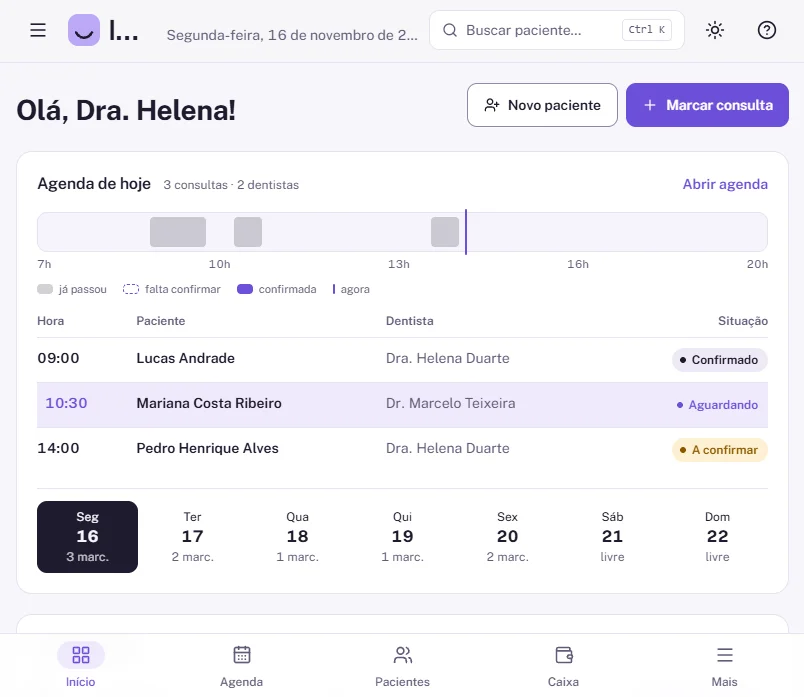 l...
Segunda-feira, 16 de novembro de 2...
Buscar paciente...
Ctrl K
Olá, Dra. Helena!
Novo paciente
Marcar consulta
Agenda de hoje
3 consultas · 2 dentistas
Abrir agenda
7h 10h 13h 16h 20h
já passou falta confirmar confirmada agora
Hora Paciente Dentista Situação
09:00 Lucas Andrade Dra. Helena Duarte Confirmado
10:30 Mariana Costa Ribeiro Dr. Marcelo Teixeira Aguardando
14:00 Pedro Henrique Alves Dra. Helena Duarte A confirmar
Seg Ter Qua Qui Sex Sáb Dom
16 17 18 19 20 21 22
3 marc. 2 marc. 1 marc. 1 marc. 2 marc. livre livre
Início Agenda Pacientes Caixa Mais